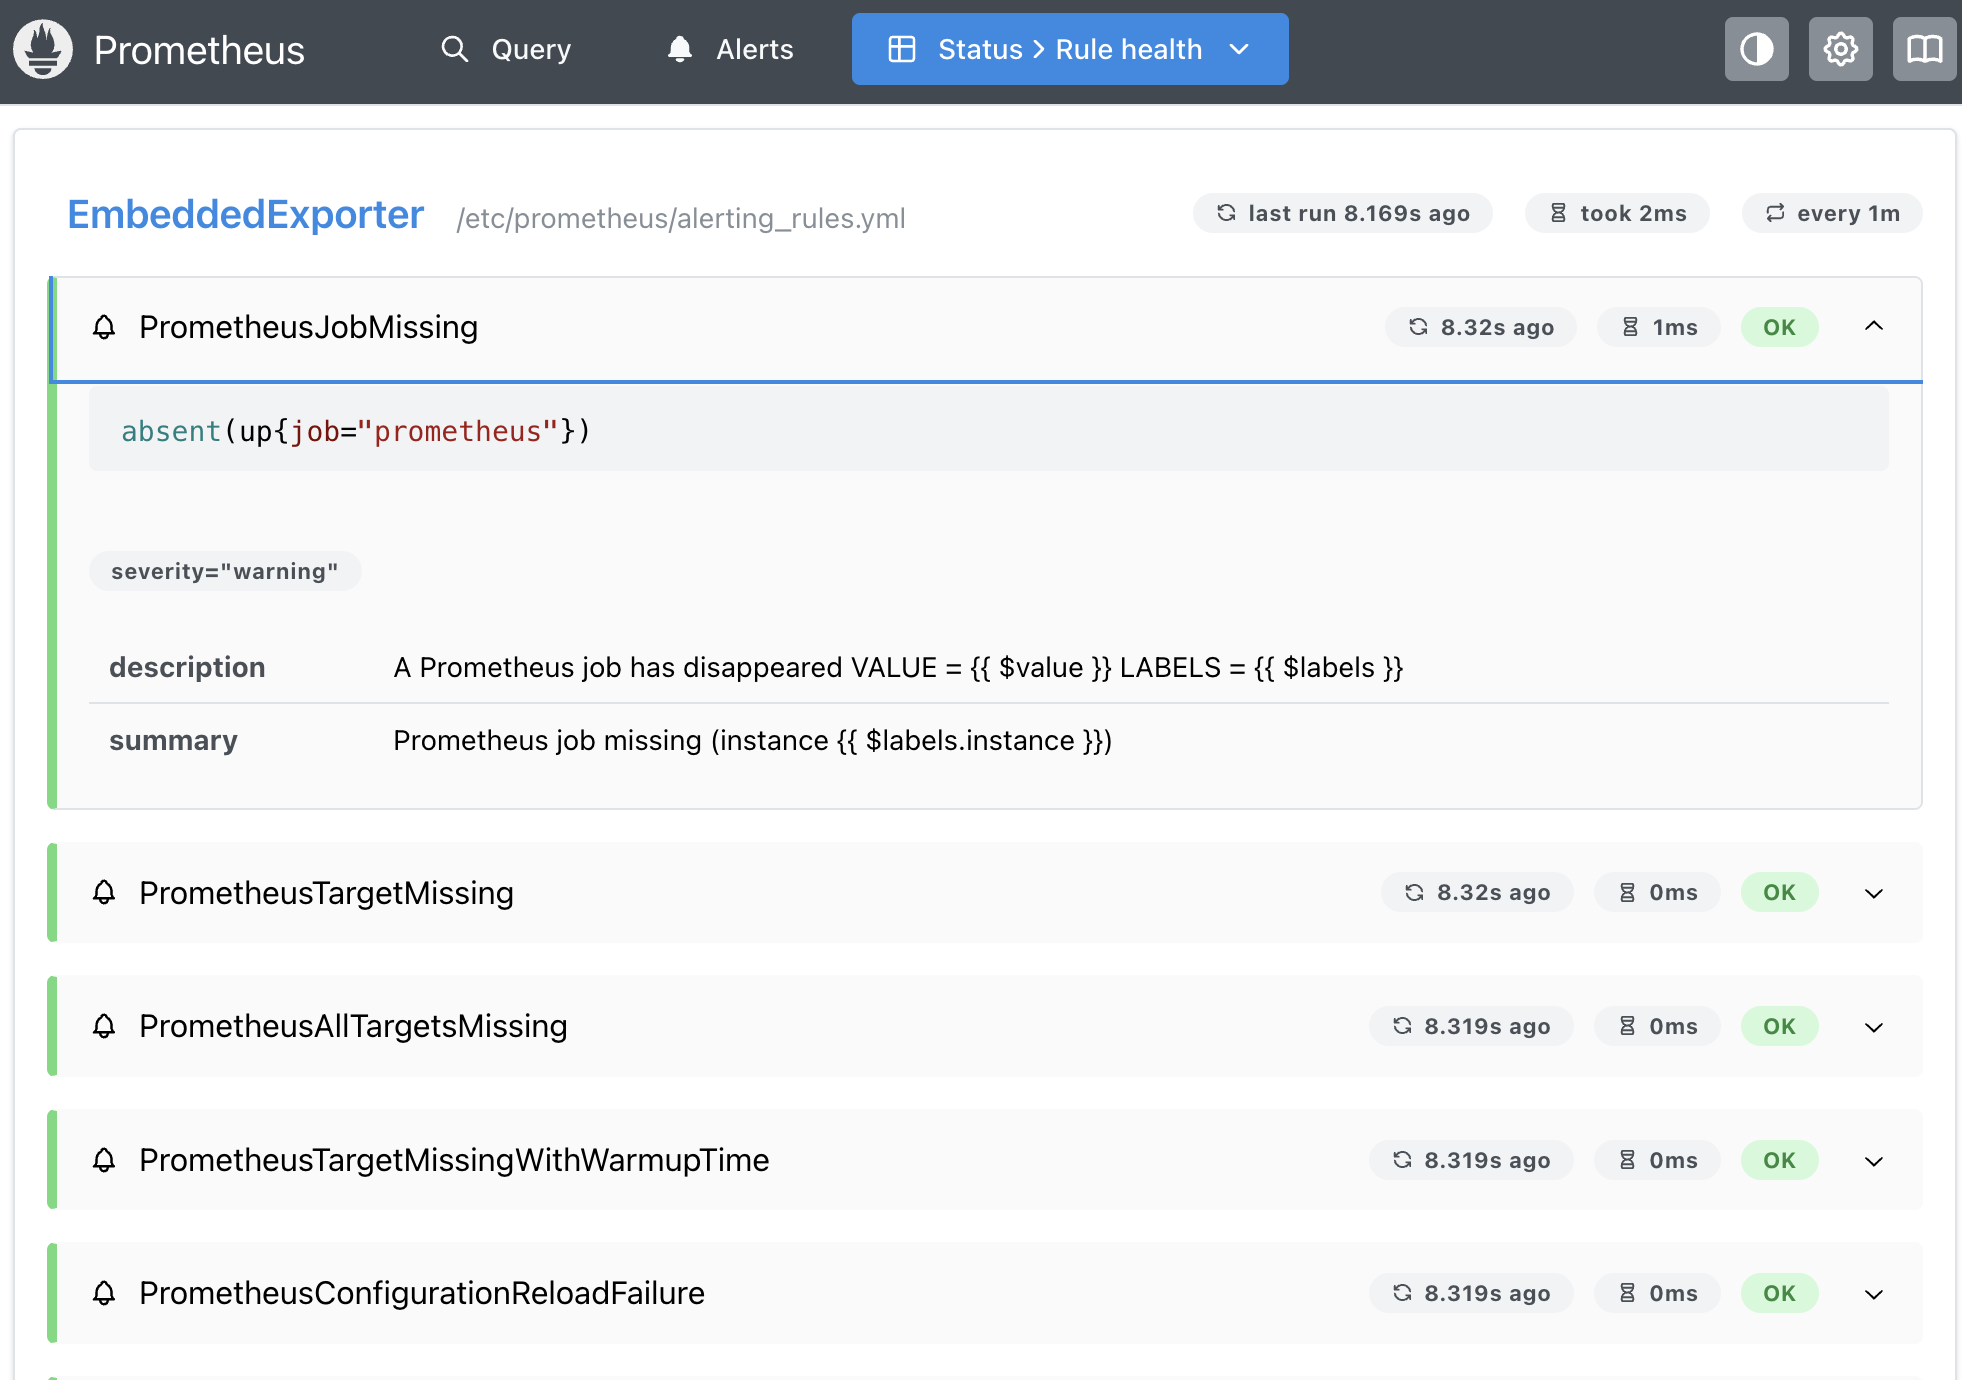 Prometheus Query Alerts Status > Rule health
EmbeddedExporter /etc/prometheus/alerting_rules.yml last run 8.169s ago took 2ms every 1m
PrometheusJobMissing 8.32s ago 1ms OK
absent(up{job="prometheus"})
severity="warning"
description A Prometheus job has disappeared VALUE = {{ $value }} LABELS = {{ $labels }}
summary Prometheus job missing (instance {{ $labels.instance }})
PrometheusTargetMissing 8.32s ago 0ms OK
PrometheusAllTargetsMissing 8.319s ago 0ms OK
PrometheusTargetMissingWithWarmupTime 8.319s ago 0ms OK
PrometheusConfigurationReloadFailure 8.319s ago 0ms OK